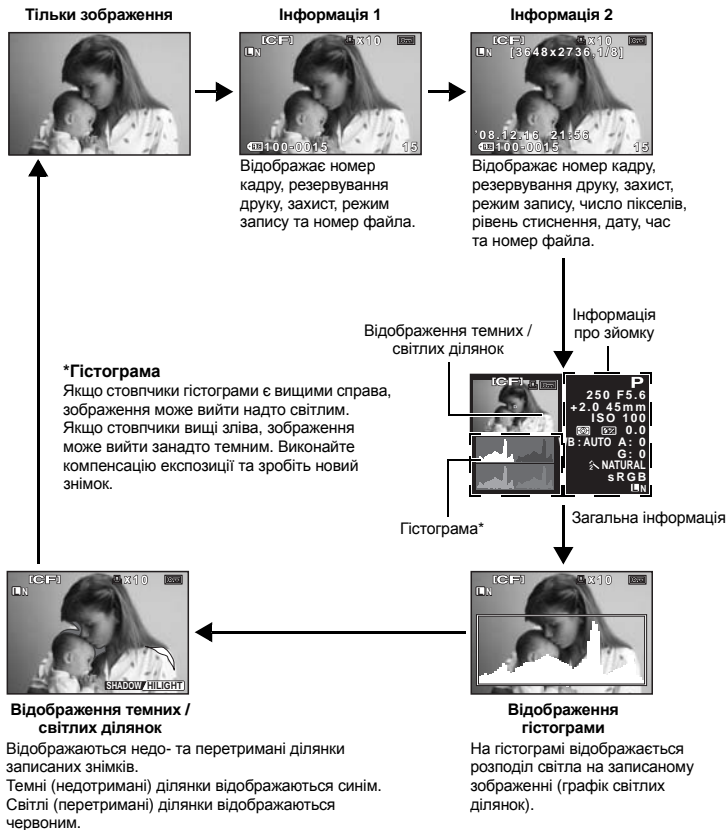 Тільки зображення
Інформація 1
Інформація 2
[CF]
x10
LN
100-0015
15
[CF]
x10
LN
[3648x2736,1/8]
'08.12.16 21:56
100-0015
15
Відображає номер
кадру, резервування
друку, захист, режим
запису та номер файла.
Відображає номер кадру,
резервування друку, захист,
режим запису, число пікселів,
рівень стиснення, дату, час
та номер файла.
Інформація
про зйомку
Відображення темних /
світлих ділянок
*Гістограма
Якщо стовпчики гістограми є вищими справа,
зображення може вийти надто світлим.
Якщо стовпчики вищі зліва, зображення
може вийти занадто темним. Виконайте
компенсацію експозиції та зробіть новий
знімок.
[CF]
P
250 F5.6
+2.0 45mm
ISO 100
0.0
WB:AUTO A: 0
G: 0
NATURAL
sRGB
LN
Гістограма*
Загальна інформація
[CF]
x10
LN
SHADOW/HILIGHT
[CF]
x10
LN
Відображення темних /
світлих ділянок
Відображаються недо- та перетримані ділянки
записаних знімків.
Темні (недотримані) ділянки відображаються синім.
Світлі (перетримані) ділянки відображаються
червоним.
Відображення
гістограми
На гістограмі відображається
розподіл світла на записаному
зображенні (графік світлих
ділянок).